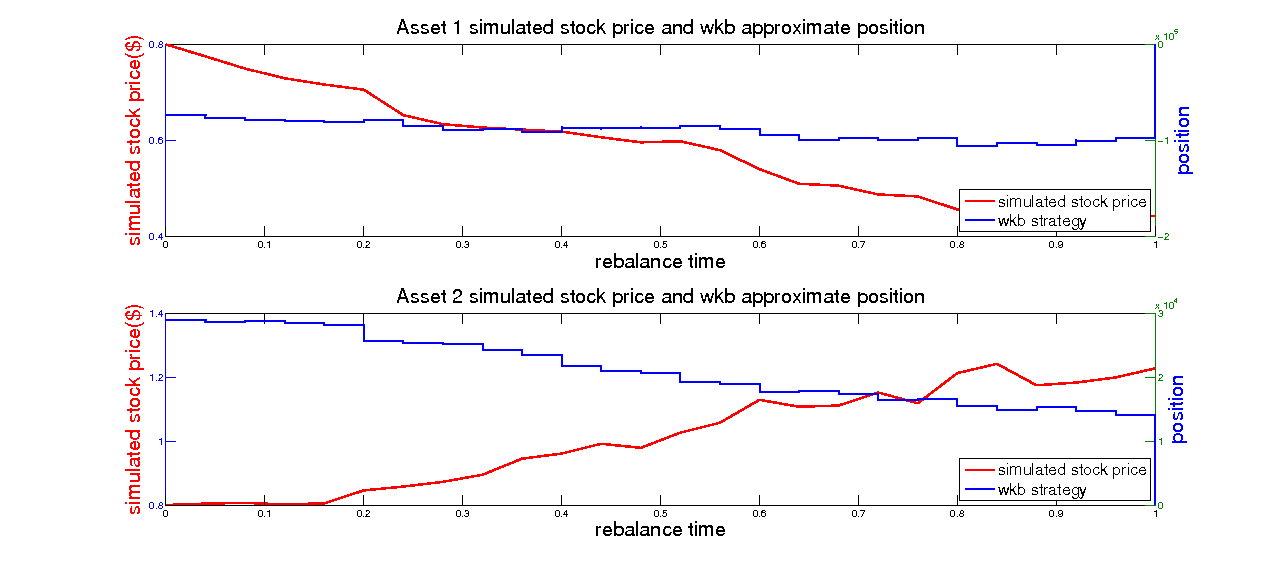 Asset 1 simulated stock price and wkb approximate position
x 10^5
0.8
0.6
0.4
0
-1
-2
simulated stock price($)
position
simulated stock price
wkb strategy
0 0.1 0.2 0.3 0.4 0.5 0.6 0.7 0.8 0.9 1
rebalance time
Asset 2 simulated stock price and wkb approximate position
x 10^4
1.4
1.2
1
0.8
3
2
1
0
simulated stock price($)
position
simulated stock price
wkb strategy
0 0.1 0.2 0.3 0.4 0.5 0.6 0.7 0.8 0.9 1
rebalance time